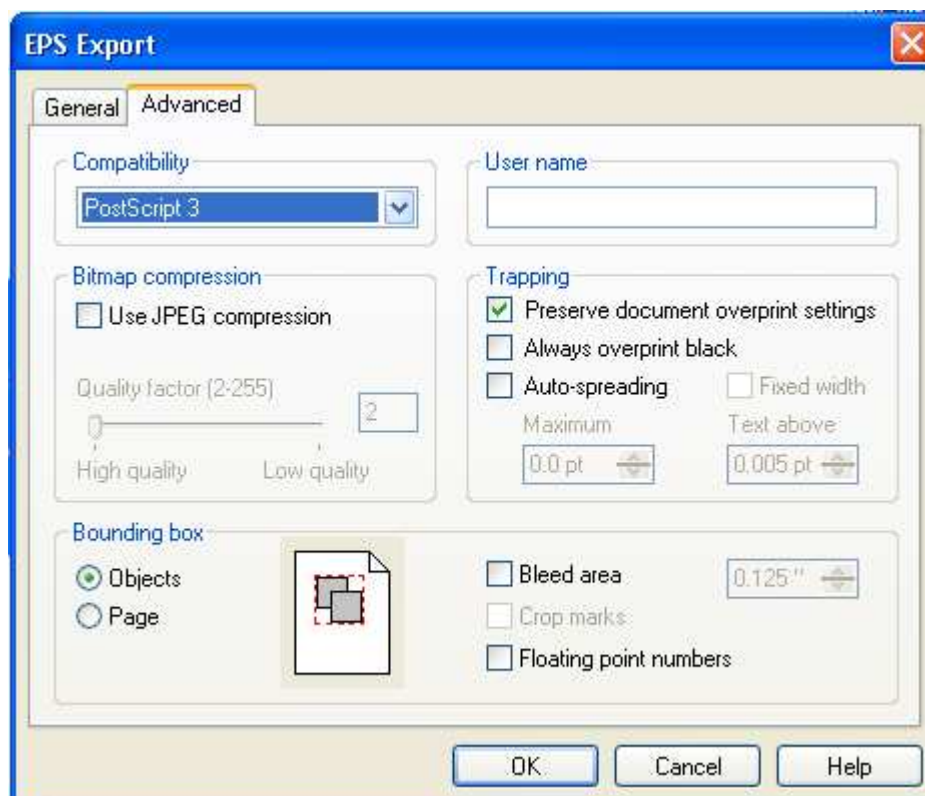 EPS Export
General
Advanced
Compatibility
PostScript 3
User name
Bitmap compression
Use JPEG compression
Quality factor (2-255)
2
High quality
Low quality
Trapping
Preserve document overprint settings
Always overprint black
Auto-spreading
Fixed width
Maximum
Text above
0.0 pt
0.005 pt
Bounding box
Objects
Page
Bleed area
0.125 "
Crop marks
Floating point numbers
OK
Cancel
Help